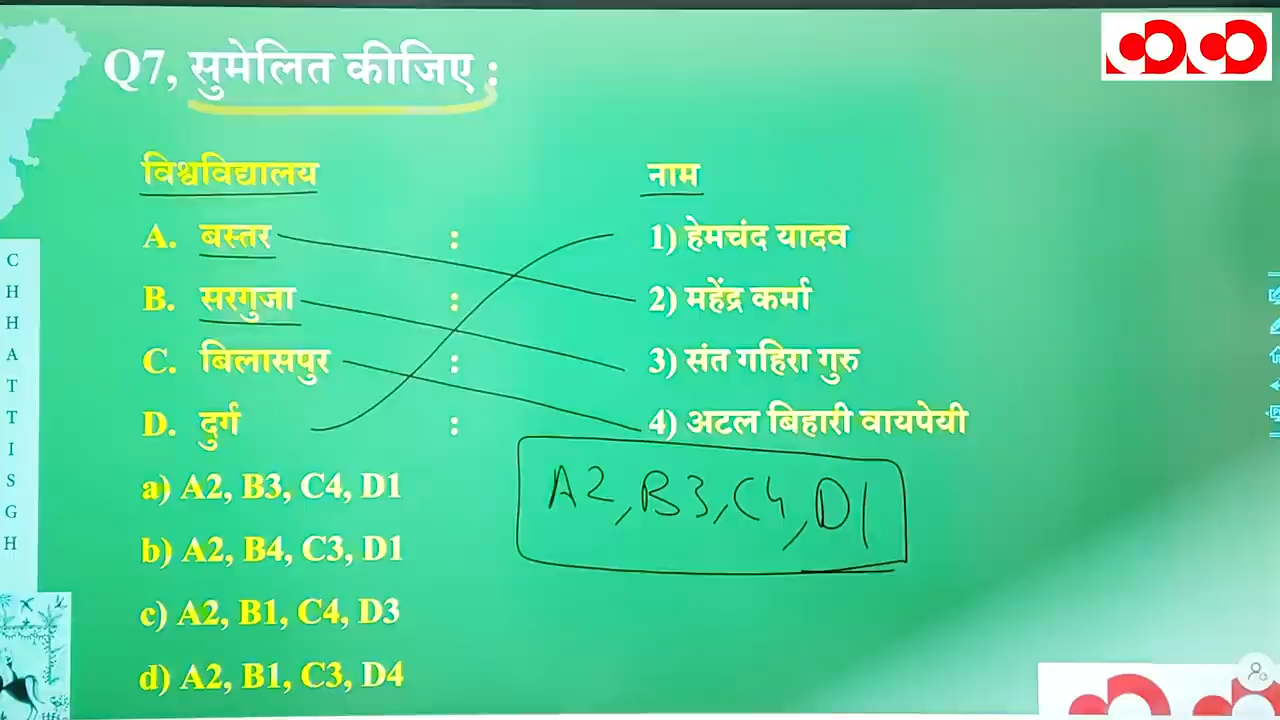 Q7, सुमेलित कीजिए :
विश्वविद्यालय नाम
A. बस्तर : 1) हेमचंद यादव
B. सरगुजा : 2) महेंद्र कर्मा
C. बिलासपुर : 3) संत गहिरा गुरु
D. दुर्ग : 4) अटल बिहारी वायपेयी
a) A2, B3, C4, D1
A2, B3, C4, D1
b) A2, B4, C3, D1
c) A2, B1, C4, D3
d) A2, B1, C3, D4
CHHATTISGH